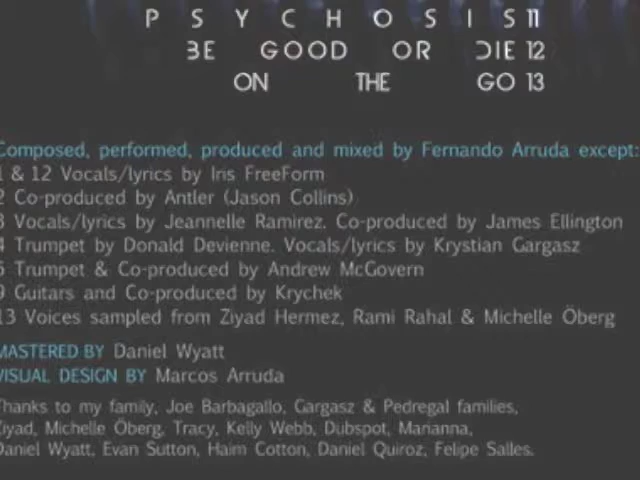 PSYCHOSIS 11
BE GOOD OR DIE 12
ON THE GO 13
Composed, performed, produced and mixed by Fernando Arruda except:
1 & 12 Vocals/lyrics by Iris FreeForm
2 Co-produced by Antler (Jason Collins)
3 Vocals/lyrics by Jeannelle Ramirez. Co-produced by James Ellington
4 Trumpet by Donald Devienne. Vocals/lyrics by Krystian Gargasz
Trumpet & Co-produced by Andrew McGovern
9 Guitars and Co-produced by Krychek
13 Voices sampled from Ziyad Hermez, Rami Rahal & Michelle Öberg
MASTERED BY Daniel Wyatt
VISUAL DESIGN BY Marcos Arruda
Thanks to my family, Joe Barbagallo, Gargasz & Pedregal families,
Ziyad, Michelle Öberg, Tracy, Kelly Webb, Dubspot, Marianna,
Daniel Wyatt, Evan Sutton, Haim Cotton, Daniel Quiroz, Felipe Salles.